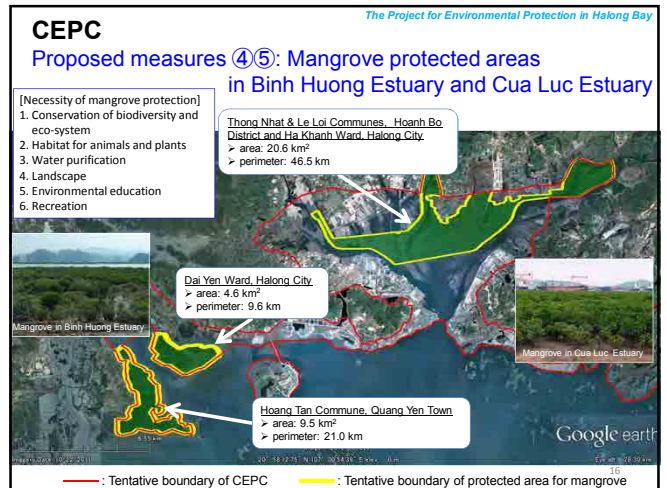 The Project for Environmental Protection in Halong Bay
CEPC
Proposed measures ④⑤: Mangrove protected areas
in Binh Huong Estuary and Cua Luc Estuary
[Necessity of mangrove protection]
1. Conservation of biodiversity and
eco-system
2. Habitat for animals and plants
3. Water purification
4. Landscape
5. Environmental education
6. Recreation
Thong Nhat & Le Loi Communes, Hoanh Bo
District and Ha Khanh Ward, Halong City
➢ area: 20.6 km²
➢ perimeter: 46.5 km
Dai Yen Ward, Halong City
➢ area: 4.6 km²
➢ perimeter: 9.6 km
Mangrove in Binh Huong Estuary
Mangrove in Cua Luc Estuary
Hoang Tan Commune, Quang Yen Town
➢ area: 9.5 km²
➢ perimeter: 21.0 km
Google earth
16
: Tentative boundary of CEPC
: Tentative boundary of protected area for mangrove